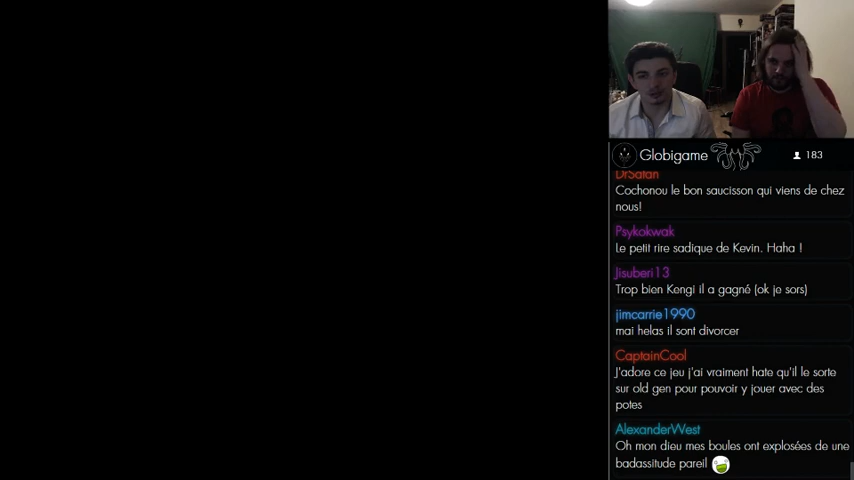 Globigame
183
DrSatan
Cochonou le bon saucisson qui viens de chez
nous!
Psykokwak
Le petit rire sadique de Kevin. Haha !
Jisuberi13
Trop bien Kengi il a gagné (ok je sors)
jimcarrie1990
mai helas il sont divorcer
CaptainCool
J'adore ce jeu j'ai vraiment hate qu'il le sorte
sur old gen pour pouvoir y jouer avec des
potes
AlexanderWest
Oh mon dieu mes boules ont explosées de une
badassitude pareil